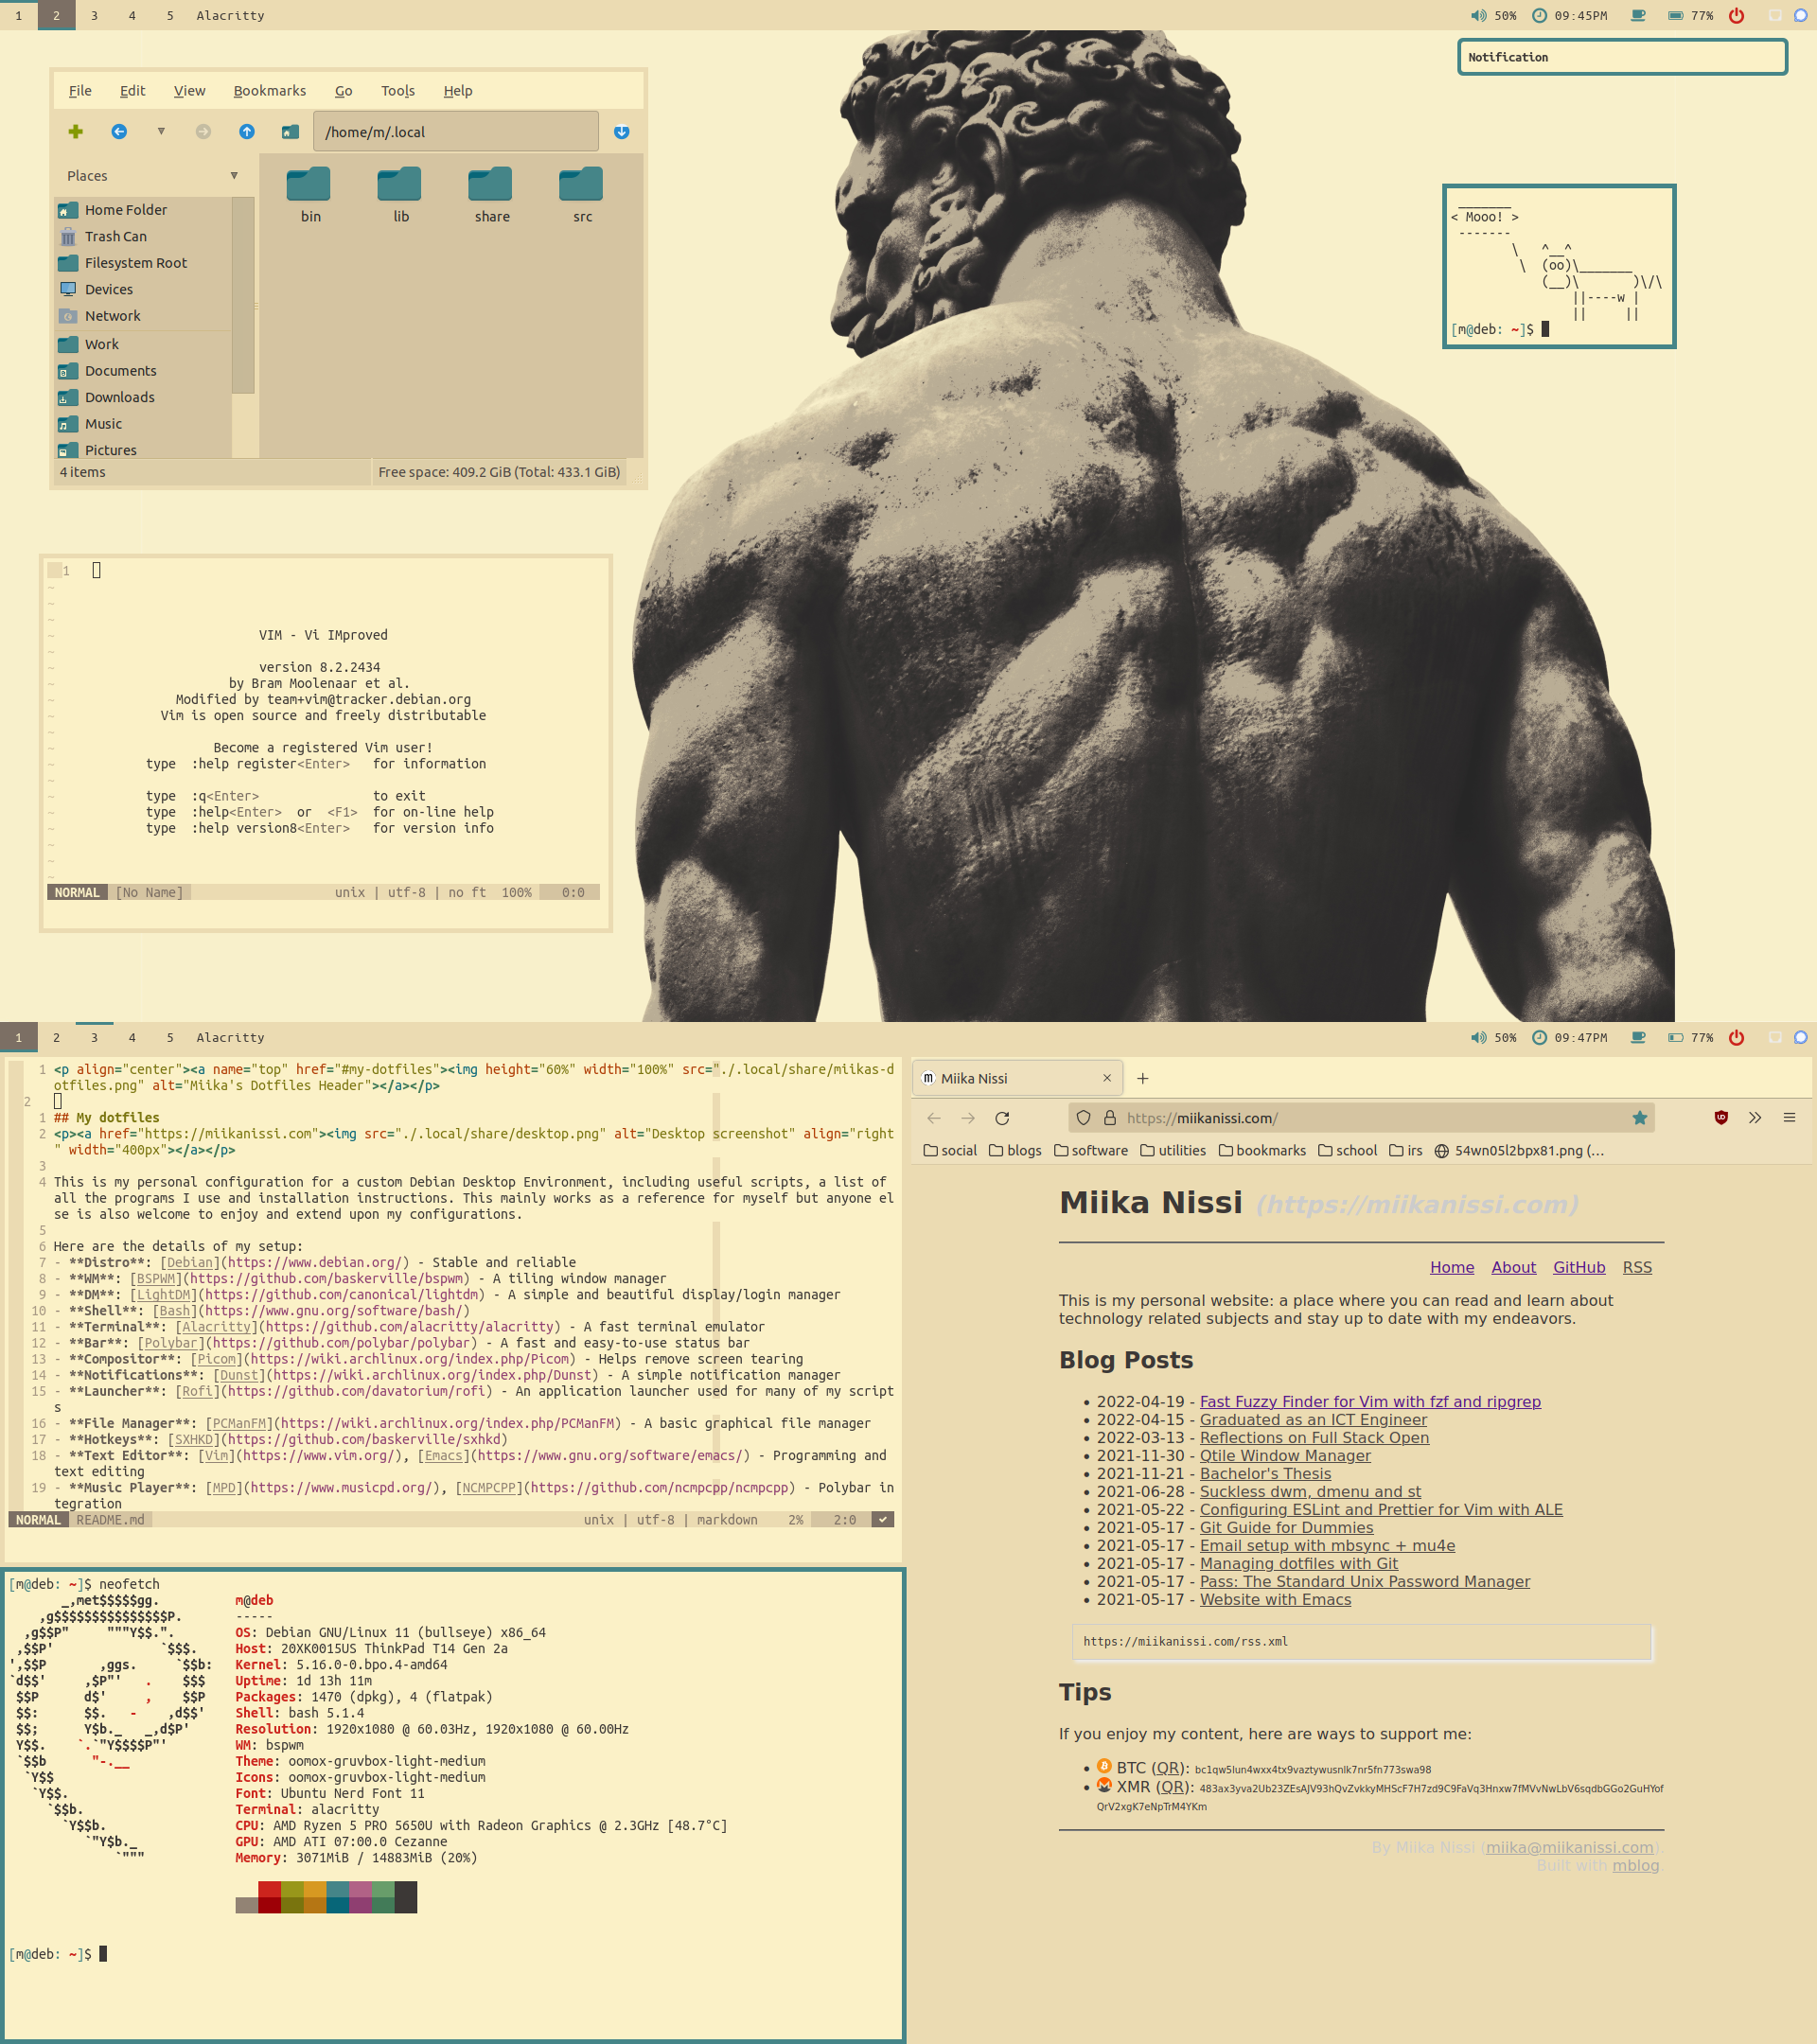 1 2 3 4 5 Alacritty 50% 09:45PM 77%
Notification
File Edit View Bookmarks Go Tools Help
/home/m/.local
Places
Home Folder
Trash Can
Filesystem Root
Devices
Network
Work
Documents
Downloads
Music
Pictures
bin lib share src
4 items Free space: 409.2 GiB (Total: 433.1 GiB)
 _______
< Mooo! >
 -------
        \   ^__^
         \  (oo)\_______
            (__)\       )\/\
                ||----w |
                ||     ||
[m@deb: ~]$
1
~
~
~
~ VIM - Vi IMproved
~
~ version 8.2.2434
~ by Bram Moolenaar et al.
~ Modified by team+vim@tracker.debian.org
~ Vim is open source and freely distributable
~
~ Become a registered Vim user!
~ type :help register<Enter> for information
~
~ type :q<Enter> to exit
~ type :help<Enter> or <F1> for on-line help
~ type :help version8<Enter> for version info
~
~
~
NORMAL [No Name] unix | utf-8 | no ft 100% 0:0
1 2 3 4 5 Alacritty 50% 09:47PM 77%
1 <p align="center"><a name="top" href="#my-dotfiles"><img height="60%" width="100%" src="./.local/share/miikas-d
otfiles.png" alt="Miika's Dotfiles Header"></a></p>
2
1 ## My dotfiles
2 <p><a href="https://miikanissi.com"><img src="./.local/share/desktop.png" alt="Desktop screenshot" align="right
" width="400px"></a></p>
3
4 This is my personal configuration for a custom Debian Desktop Environment, including useful scripts, a list of
all the programs I use and installation instructions. This mainly works as a reference for myself but anyone el
se is also welcome to enjoy and extend upon my configurations.
5
6 Here are the details of my setup:
7 - **Distro**: [Debian](https://www.debian.org/) - Stable and reliable
8 - **WM**: [BSPWM](https://github.com/baskerville/bspwm) - A tiling window manager
9 - **DM**: [LightDM](https://github.com/canonical/lightdm) - A simple and beautiful display/login manager
10 - **Shell**: [Bash](https://www.gnu.org/software/bash/)
11 - **Terminal**: [Alacritty](https://github.com/alacritty/alacritty) - A fast terminal emulator
12 - **Bar**: [Polybar](https://github.com/polybar/polybar) - A fast and easy-to-use status bar
13 - **Compositor**: [Picom](https://wiki.archlinux.org/index.php/Picom) - Helps remove screen tearing
14 - **Notifications**: [Dunst](https://wiki.archlinux.org/index.php/Dunst) - A simple notification manager
15 - **Launcher**: [Rofi](https://github.com/davatorium/rofi) - An application launcher used for many of my script
s
16 - **File Manager**: [PCManFM](https://wiki.archlinux.org/index.php/PCManFM) - A basic graphical file manager
17 - **Hotkeys**: [SXHKD](https://github.com/baskerville/sxhkd)
18 - **Text Editor**: [Vim](https://www.vim.org/), [Emacs](https://www.gnu.org/software/emacs/) - Programming and
text editing
19 - **Music Player**: [MPD](https://www.musicpd.org/), [NCMPCPP](https://github.com/ncmpcpp/ncmpcpp) - Polybar in
tegration
NORMAL README.md unix | utf-8 | markdown 2% 2:0
[m@deb: ~]$ neofetch
       _,met$$$$$gg.          m@deb
    ,g$$$$$$$$$$$$$$$P.       -----
  ,g$$P"     """Y$$.".        OS: Debian GNU/Linux 11 (bullseye) x86_64
 ,$$P'              `$$$.     Host: 20XK0015US ThinkPad T14 Gen 2a
',$$P       ,ggs.     `$$b:   Kernel: 5.16.0-0.bpo.4-amd64
`d$$'     ,$P"'   .    $$$    Uptime: 1d 13h 11m
 $$P      d$'     ,    $$P    Packages: 1470 (dpkg), 4 (flatpak)
 $$:      $$.   -    ,d$$'    Shell: bash 5.1.4
 $$;      Y$b._   _,d$P'      Resolution: 1920x1080 @ 60.03Hz, 1920x1080 @ 60.00Hz
 Y$$.    `.`"Y$$$$P"'         WM: bspwm
 `$$b      "-.__              Theme: oomox-gruvbox-light-medium
  `Y$$                        Icons: oomox-gruvbox-light-medium
   `Y$$.                      Font: Ubuntu Nerd Font 11
     `$$b.                    Terminal: alacritty
       `Y$$b.                 CPU: AMD Ryzen 5 PRO 5650U with Radeon Graphics @ 2.3GHz [48.7°C]
          `"Y$b._             GPU: AMD ATI 07:00.0 Cezanne
              `"""            Memory: 3071MiB / 14883MiB (20%)
[m@deb: ~]$
m Miika Nissi
https://miikanissi.com/
social blogs software utilities bookmarks school irs 54wn05l2bpx81.png (...
Miika Nissi (https://miikanissi.com)
Home About GitHub RSS
This is my personal website: a place where you can read and learn about
technology related subjects and stay up to date with my endeavors.
Blog Posts
• 2022-04-19 - Fast Fuzzy Finder for Vim with fzf and ripgrep
• 2022-04-15 - Graduated as an ICT Engineer
• 2022-03-13 - Reflections on Full Stack Open
• 2021-11-30 - Qtile Window Manager
• 2021-11-21 - Bachelor's Thesis
• 2021-06-28 - Suckless dwm, dmenu and st
• 2021-05-22 - Configuring ESLint and Prettier for Vim with ALE
• 2021-05-17 - Git Guide for Dummies
• 2021-05-17 - Email setup with mbsync + mu4e
• 2021-05-17 - Managing dotfiles with Git
• 2021-05-17 - Pass: The Standard Unix Password Manager
• 2021-05-17 - Website with Emacs
https://miikanissi.com/rss.xml
Tips
If you enjoy my content, here are ways to support me:
• BTC (QR): bc1qw5lun4wxx4tx9vaztywusnlk7nr5fn773swa98
• XMR (QR): 483ax3yva2Ub23ZEsAJV93hQvZvkkyMHScF7H7zd9C9FaVq3Hnxw7fMVvNwLbV6sqdbGGo2GuHYof
QrV2xgK7eNpTrM4YKm
By Miika Nissi (miika@miikanissi.com).
Built with mblog.